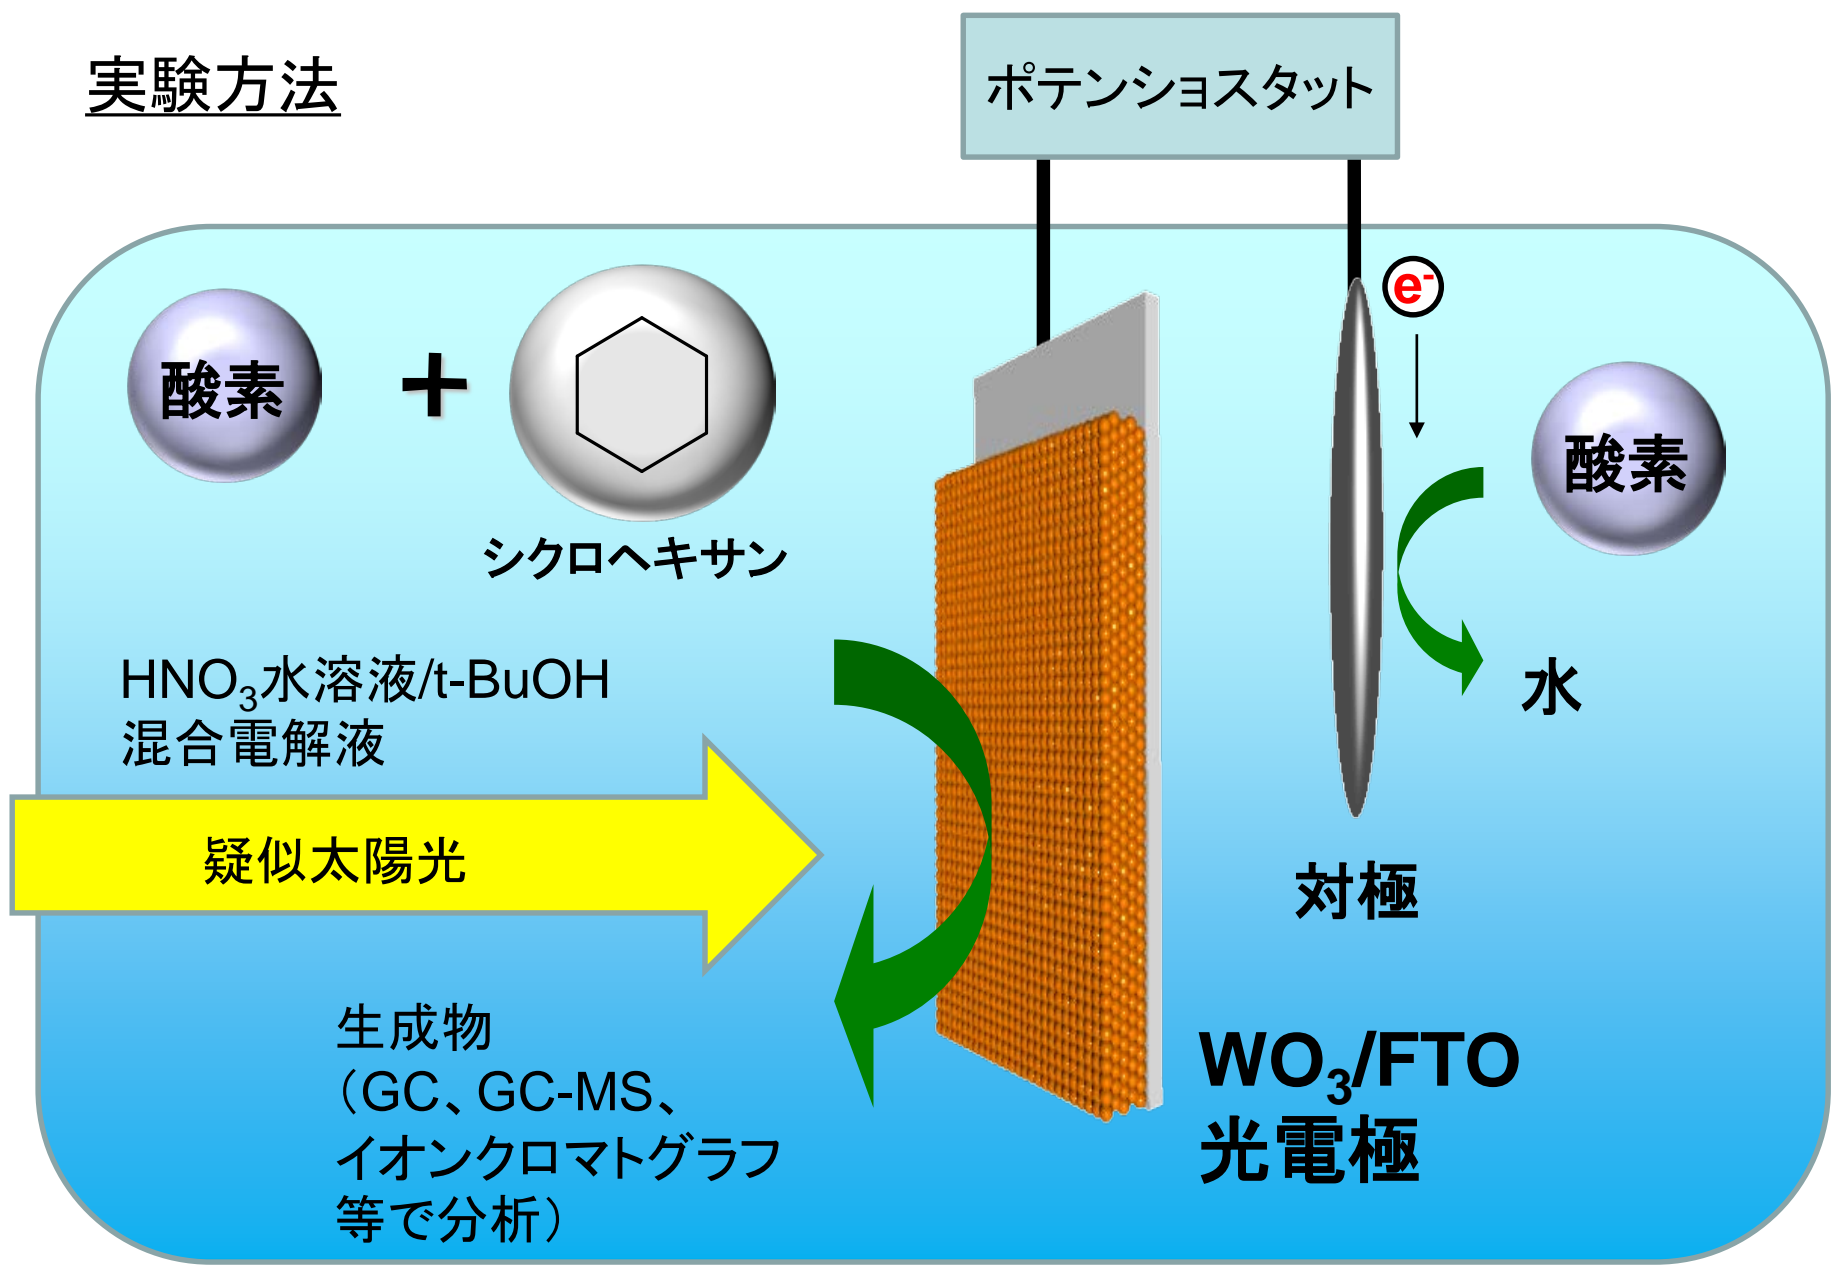 実験方法
ポテンショスタット
e-
酸素
+
シクロヘキサン
酸素
HNO₃水溶液/t-BuOH
混合電解液
水
疑似太陽光
対極
生成物
（GC、GC-MS、
イオンクロマトグラフ
等で分析）
WO₃/FTO
光電極